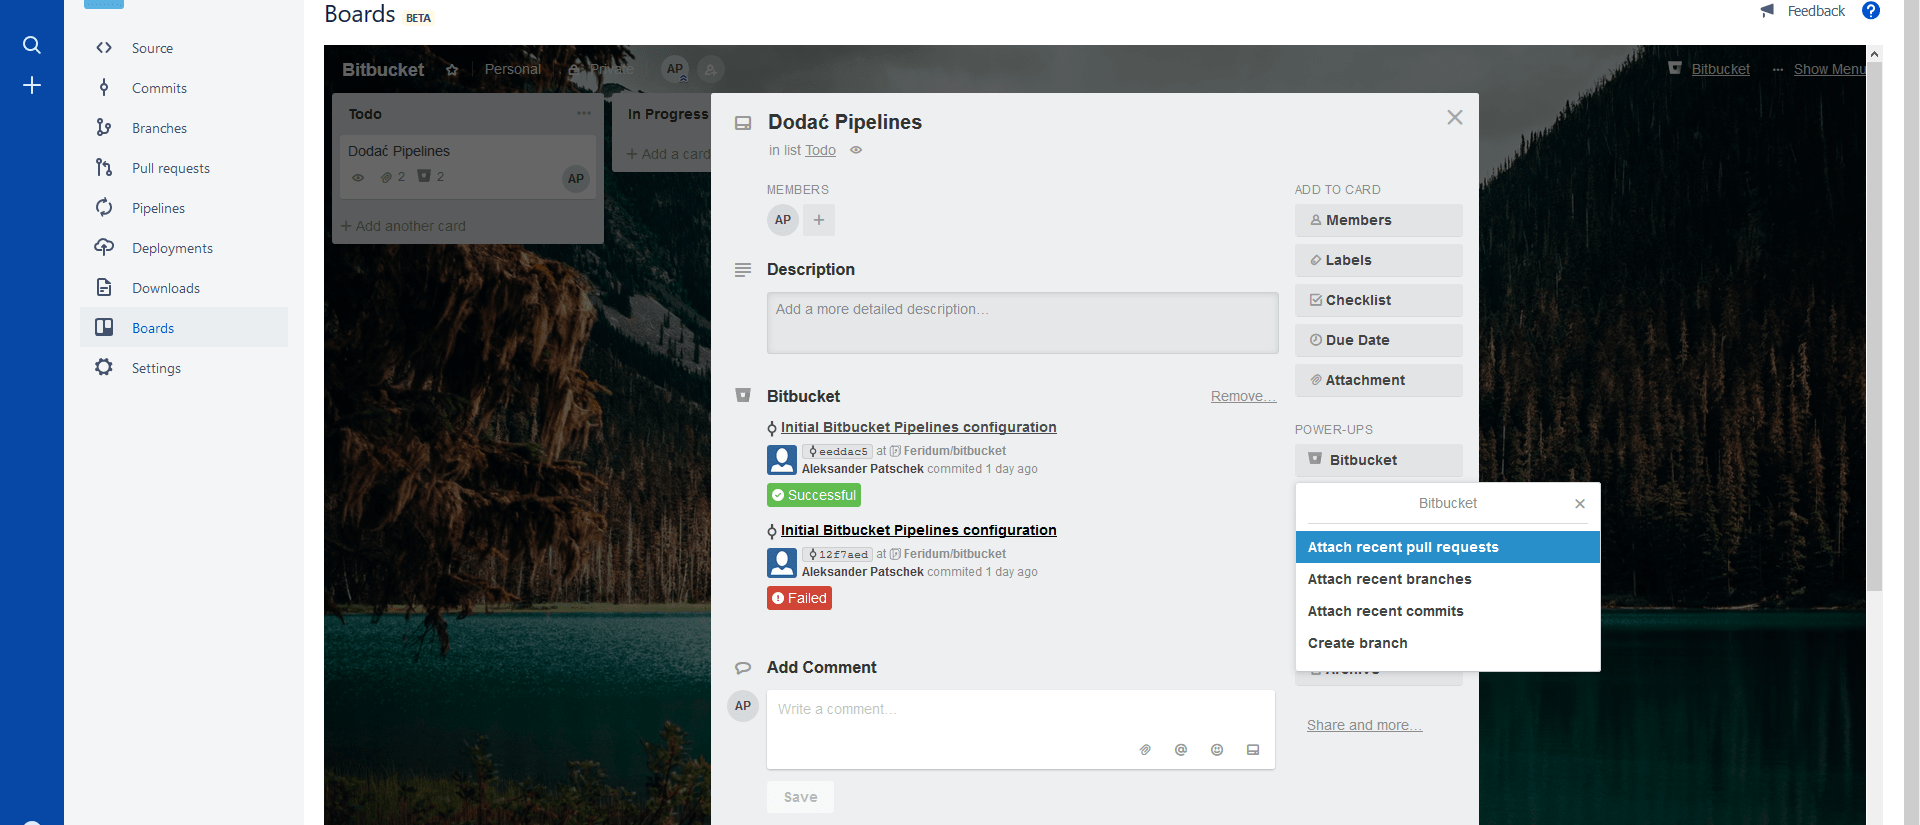 Boards BETA
Feedback
Source
Commits
Branches
Pull requests
Pipelines
Deployments
Downloads
Boards
Settings
Bitbucket Personal Private AP
Bitbucket ... Show Menu
Todo
Dodać Pipelines
2 2 AP
+ Add another card
In Progress
+ Add a card
Dodać Pipelines
in list Todo
MEMBERS
AP +
Description
Add a more detailed description…
Bitbucket Remove…
Initial Bitbucket Pipelines configuration
eeddac5 at Feridum/bitbucket
Aleksander Patschek commited 1 day ago
Successful
Initial Bitbucket Pipelines configuration
12f7aed at Feridum/bitbucket
Aleksander Patschek commited 1 day ago
Failed
Add Comment
AP
Write a comment…
@
Save
ADD TO CARD
Members
Labels
Checklist
Due Date
Attachment
POWER-UPS
Bitbucket
Bitbucket
Attach recent pull requests
Attach recent branches
Attach recent commits
Create branch
Archive
Share and more…